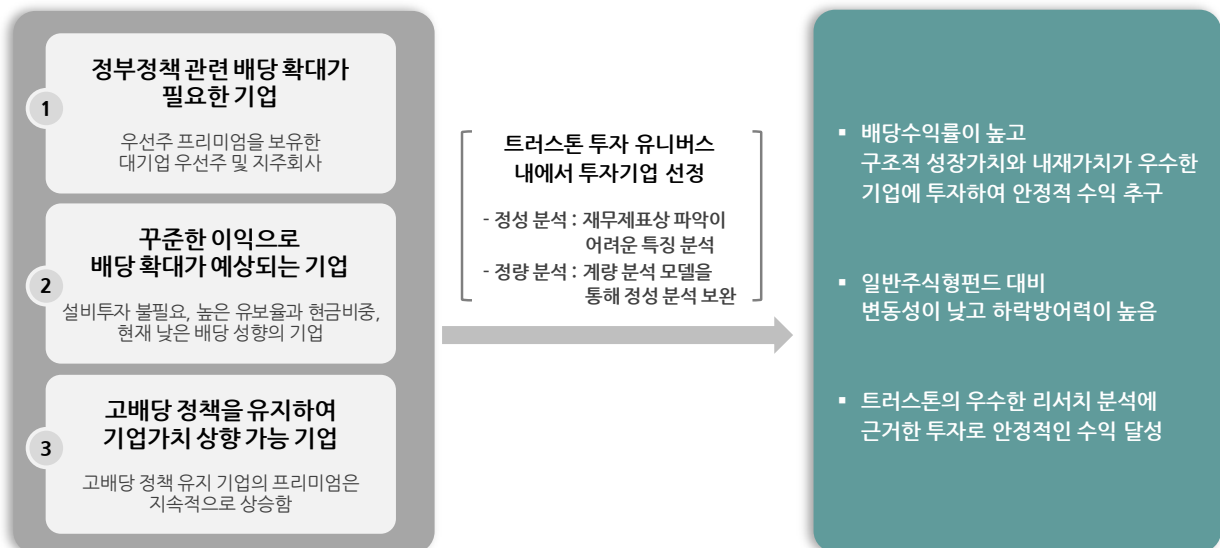 1
정부정책 관련 배당 확대가
필요한 기업
우선주 프리미엄을 보유한
대기업 우선주 및 지주회사
2
꾸준한 이익으로
배당 확대가 예상되는 기업
설비투자 불필요, 높은 유보율과 현금비중,
현재 낮은 배당 성향의 기업
3
고배당 정책을 유지하여
기업가치 상향 가능 기업
고배당 정책 유지 기업의 프리미엄은
지속적으로 상승함
트러스톤 투자 유니버스
내에서 투자기업 선정
- 정성 분석 : 재무제표상 파악이
어려운 특징 분석
- 정량 분석 : 계량 분석 모델을
통해 정성 분석 보완
▪ 배당수익률이 높고
구조적 성장가치와 내재가치가 우수한
기업에 투자하여 안정적 수익 추구
▪ 일반주식형펀드 대비
변동성이 낮고 하락방어력이 높음
▪ 트러스톤의 우수한 리서치 분석에
근거한 투자로 안정적인 수익 달성